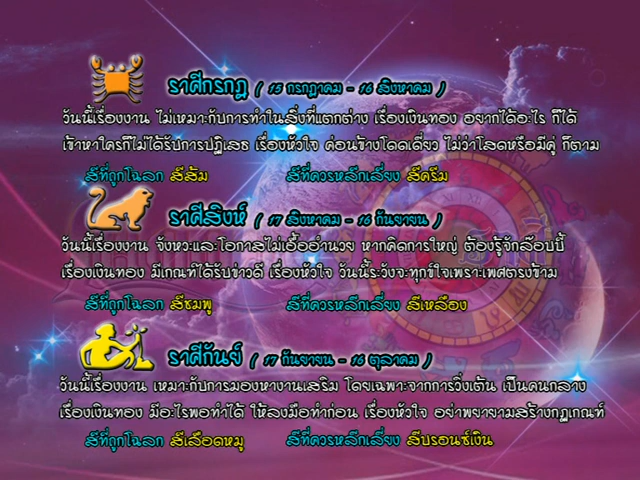 ราศีกรกฎ ( 15 กรกฎาคม - 16 สิงหาคม )
วันนี้เรื่องงาน ไม่เหมาะกับการทำในสิ่งที่แตกต่าง เรื่องเงินทอง อยากได้อะไร ก็ได้
เข้าหาใครก็ไม่ได้รับการปฏิเสธ เรื่องหัวใจ ค่อนข้างโดดเดี่ยว ไม่ว่าโสดหรือมีคู่ ก็ตาม
สีที่ถูกโฉลก สีส้ม สีที่ควรหลีกเลี่ยง สีครีม
ราศีสิงห์ ( 17 สิงหาคม - 16 กันยายน )
วันนี้เรื่องงาน จังหวะและโอกาสไม่เอื้ออำนวย หากคิดการใหญ่ ต้องรู้จักล๊อบบี้
เรื่องเงินทอง มีเกณฑ์ได้รับข่าวดี เรื่องหัวใจ วันนี้ระวังจะทุกข์ใจเพราะเพศตรงข้าม
สีที่ถูกโฉลก สีชมพู สีที่ควรหลีกเลี่ยง สีเหลือง
ราศีกันย์ ( 17 กันยายน - 16 ตุลาคม )
วันนี้เรื่องงาน เหมาะกับการมองหางานเสริม โดยเฉพาะจากการวิ่งเต้น เป็นคนกลาง
เรื่องเงินทอง มีอะไรพอทำได้ ให้ลงมือทำก่อน เรื่องหัวใจ อย่าพยายามสร้างกฎเกณฑ์
สีที่ถูกโฉลก สีเลือดหมู สีที่ควรหลีกเลี่ยง สีบรอนซ์เงิน